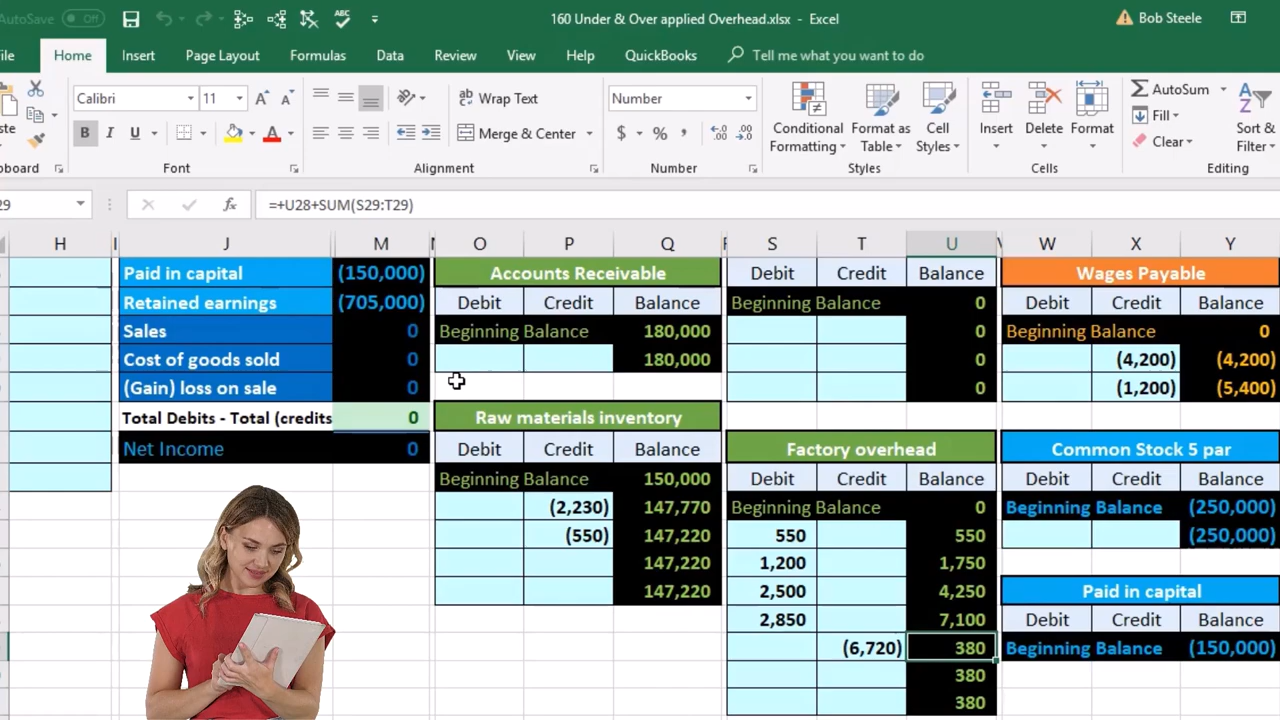 AutoSave Off 160 Under & Over applied Overhead.xlsx - Excel Bob Steele
Home Insert Page Layout Formulas Data Review View Help QuickBooks Tell me what you want to do
Calibri 11 Wrap Text Number AutoSum
B I U Merge & Center $ % Conditional Formatting Format as Table Cell Styles Insert Delete Format Fill Clear Sort & Filter
Font Alignment Number Styles Cells Editing
=+U28+SUM(S29:T29)
H I J M O P Q S T U W X Y
Paid in capital (150,000) Accounts Receivable Debit Credit Balance Wages Payable
Retained earnings (705,000) Debit Credit Balance Beginning Balance 0 Debit Credit Balance
Sales 0 Beginning Balance 180,000 0 Beginning Balance 0
Cost of goods sold 0 180,000 0 (4,200) (4,200)
(Gain) loss on sale 0 0 (1,200) (5,400)
Total Debits - Total (credits 0 Raw materials inventory
Net Income 0 Debit Credit Balance Factory overhead Common Stock 5 par
Beginning Balance 150,000 Debit Credit Balance Debit Credit Balance
(2,230) 147,770 Beginning Balance 0 Beginning Balance (250,000)
(550) 147,220 550 550 (250,000)
147,220 1,200 1,750
147,220 2,500 4,250 Paid in capital
2,850 7,100 Debit Credit Balance
(6,720) 380 Beginning Balance (150,000)
380
380